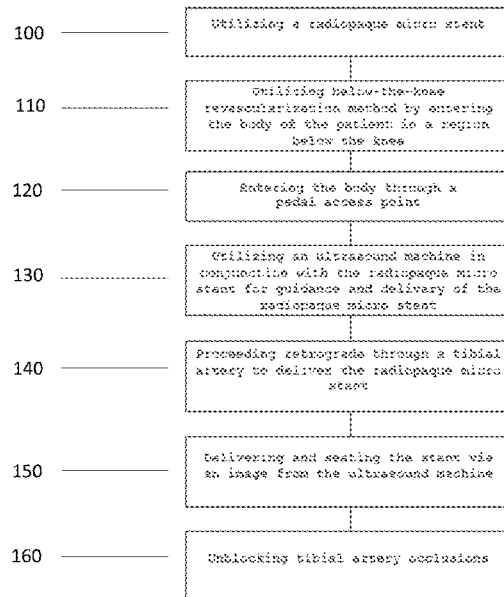 100
Utilizing a radiopaque micro stent
110
Utilizing below-the-knee
revascularization method by entering
the body of the patient in a region
below the knee
120
Entering the body through a
pedal access point
130
Utilizing an ultrasound machine in
conjunction with the radiopaque micro
stent for guidance and delivery of the
radiopaque micro stent
140
Proceeding retrograde through a tibial
artery to deliver the radiopaque micro
stent
150
Delivering and seating the stent via
an image from the ultrasound machine
160
Unblocking tibial artery occlusions